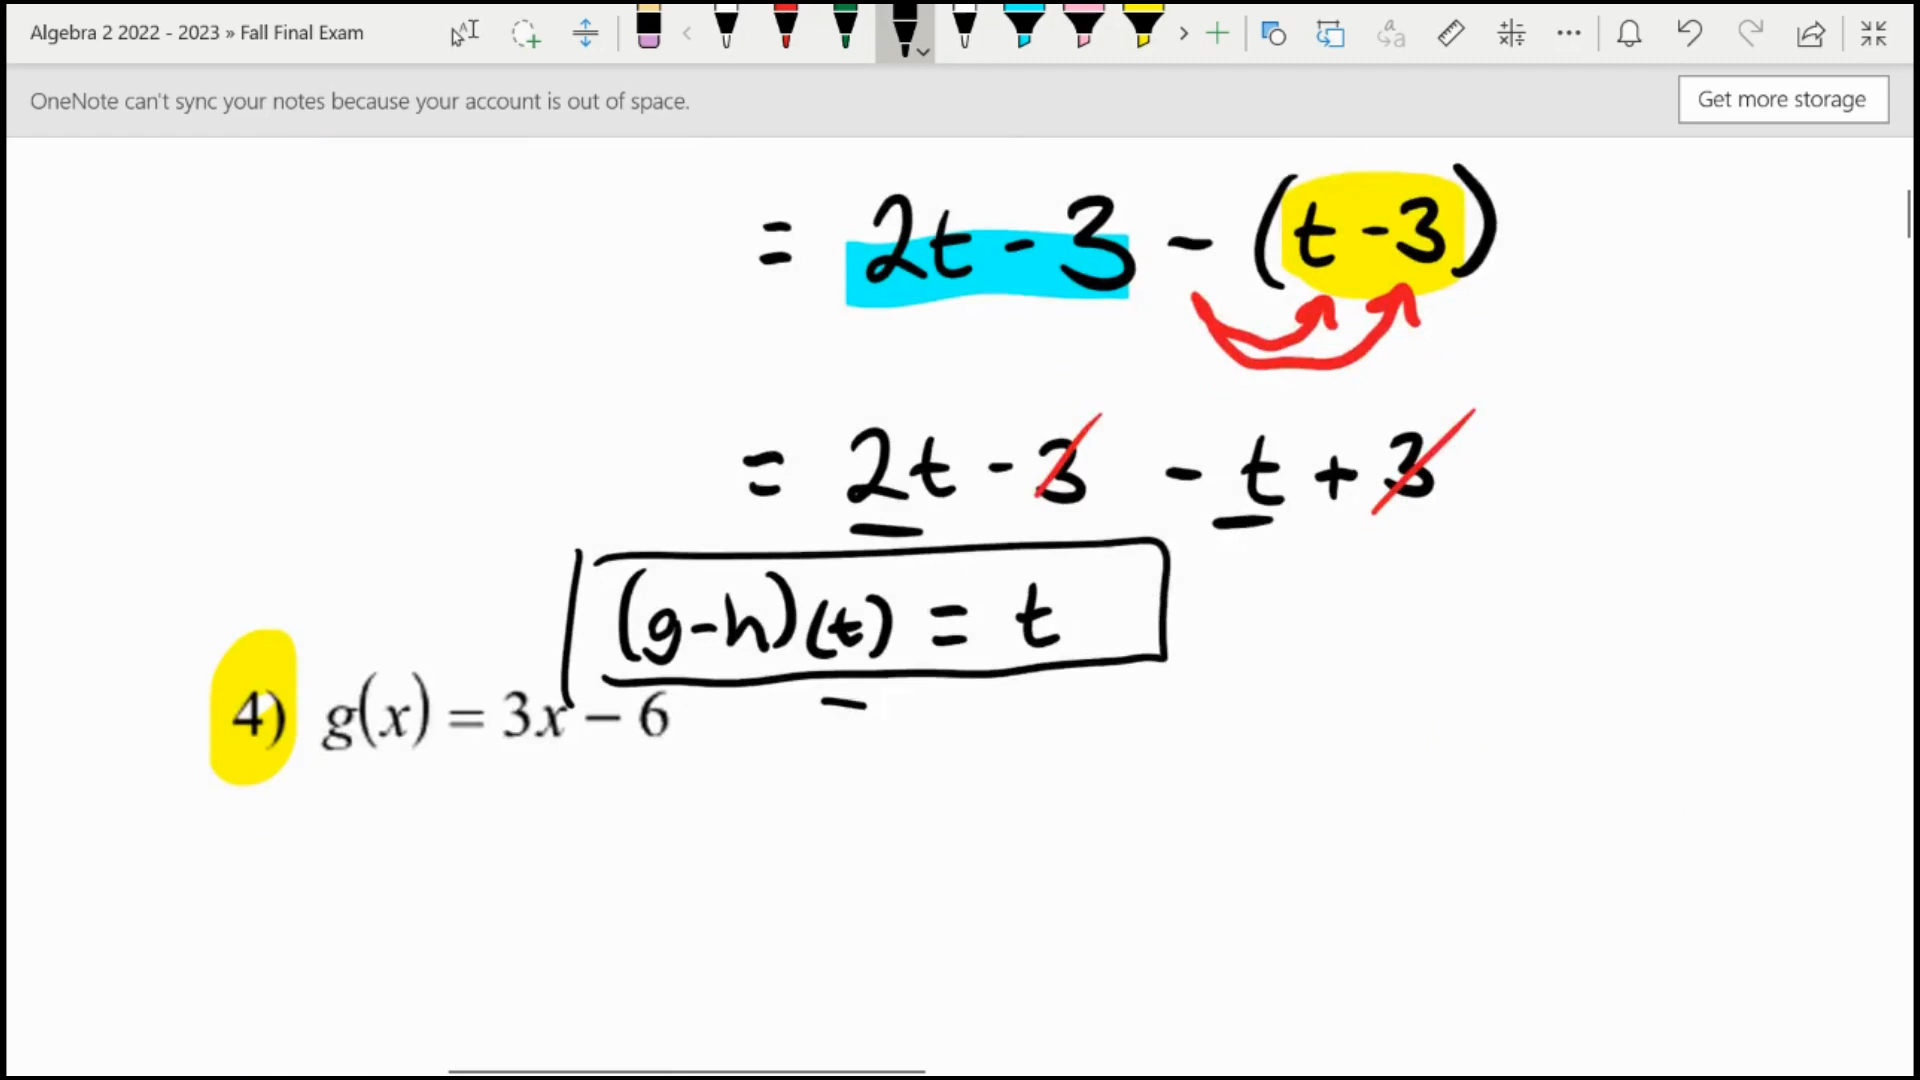 Algebra 2 2022 - 2023 » Fall Final Exam
OneNote can't sync your notes because your account is out of space.
Get more storage
= 2t - 3 - (t - 3)
= 2t - 3 - t + 3
(g-h)(t) = t
4) g(x) = 3x - 6